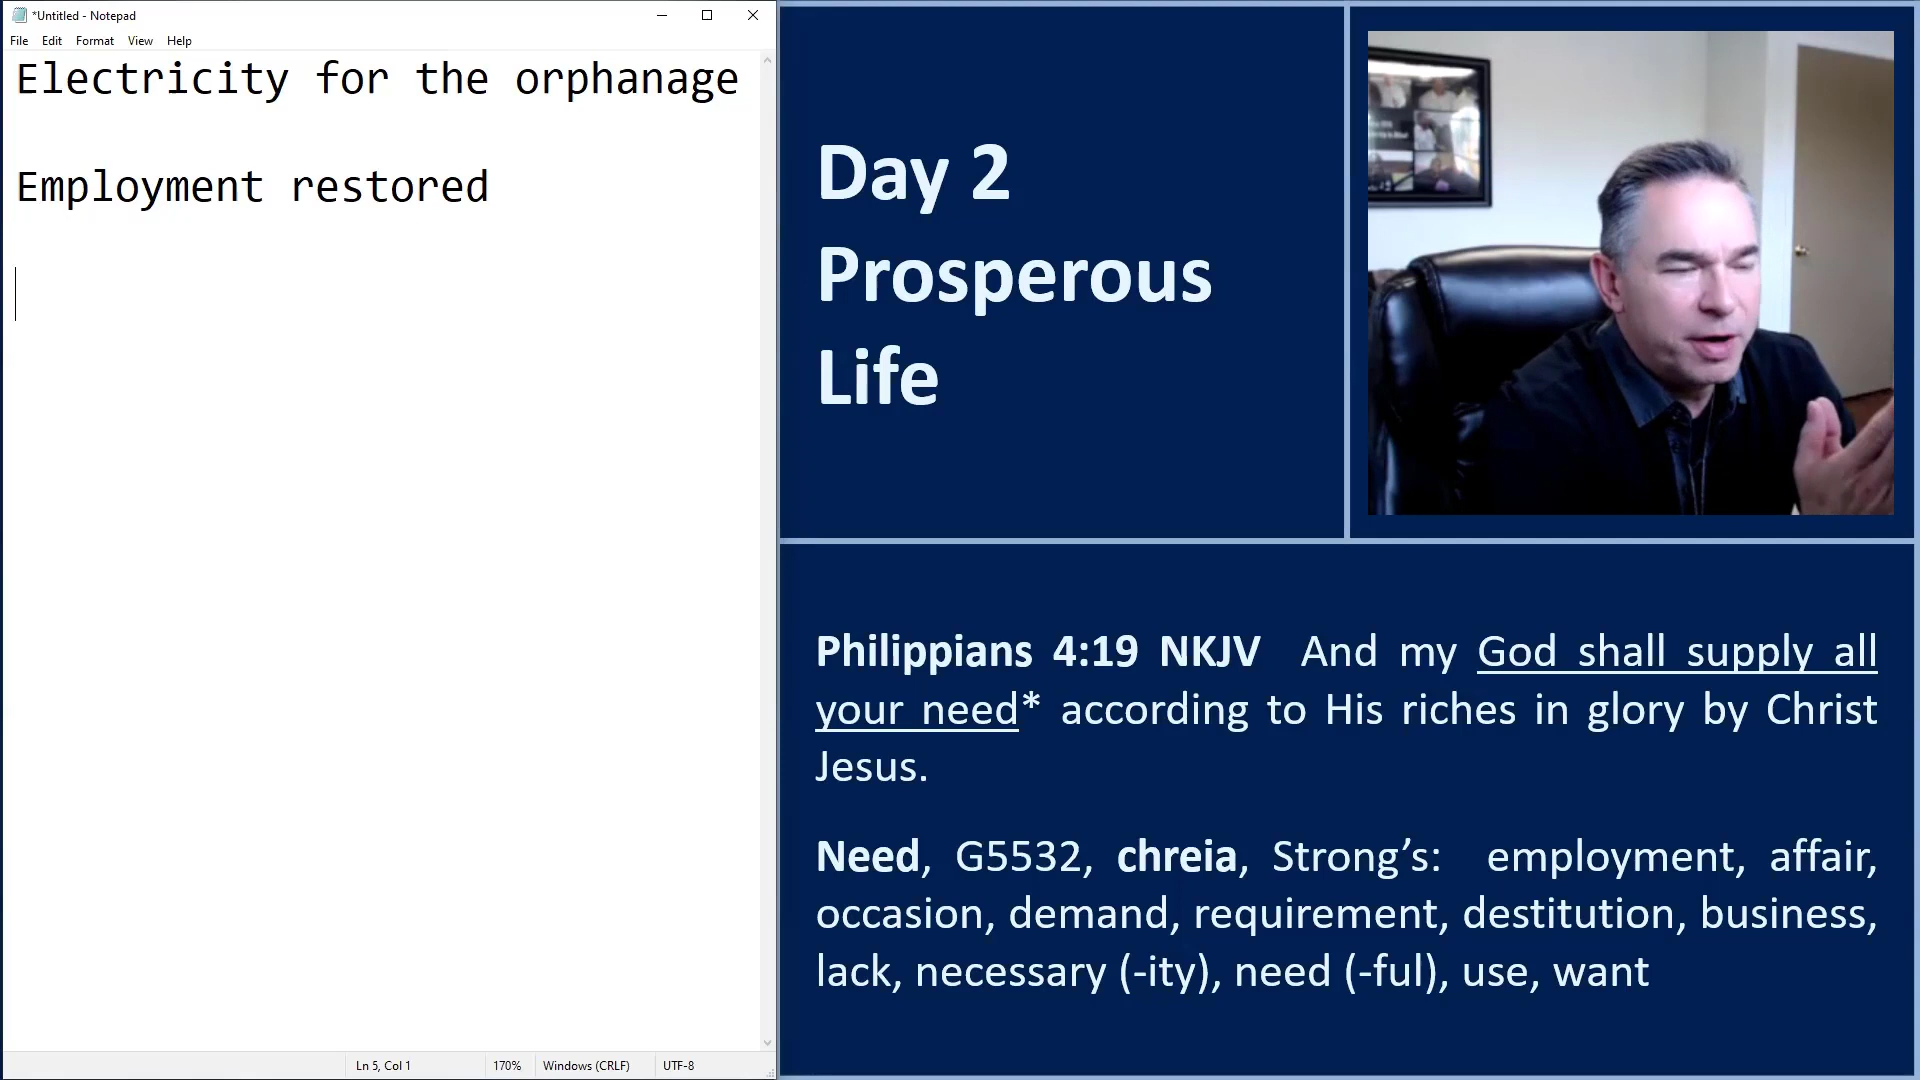 *Untitled - Notepad
File Edit Format View Help
Electricity for the orphanage
Employment restored
Ln 5, Col 1 170% Windows (CRLF) UTF-8
Day 2
Prosperous
Life
Philippians 4:19 NKJV And my God shall supply all
your need* according to His riches in glory by Christ
Jesus.
Need, G5532, chreia, Strong’s: employment, affair,
occasion, demand, requirement, destitution, business,
lack, necessary (-ity), need (-ful), use, want